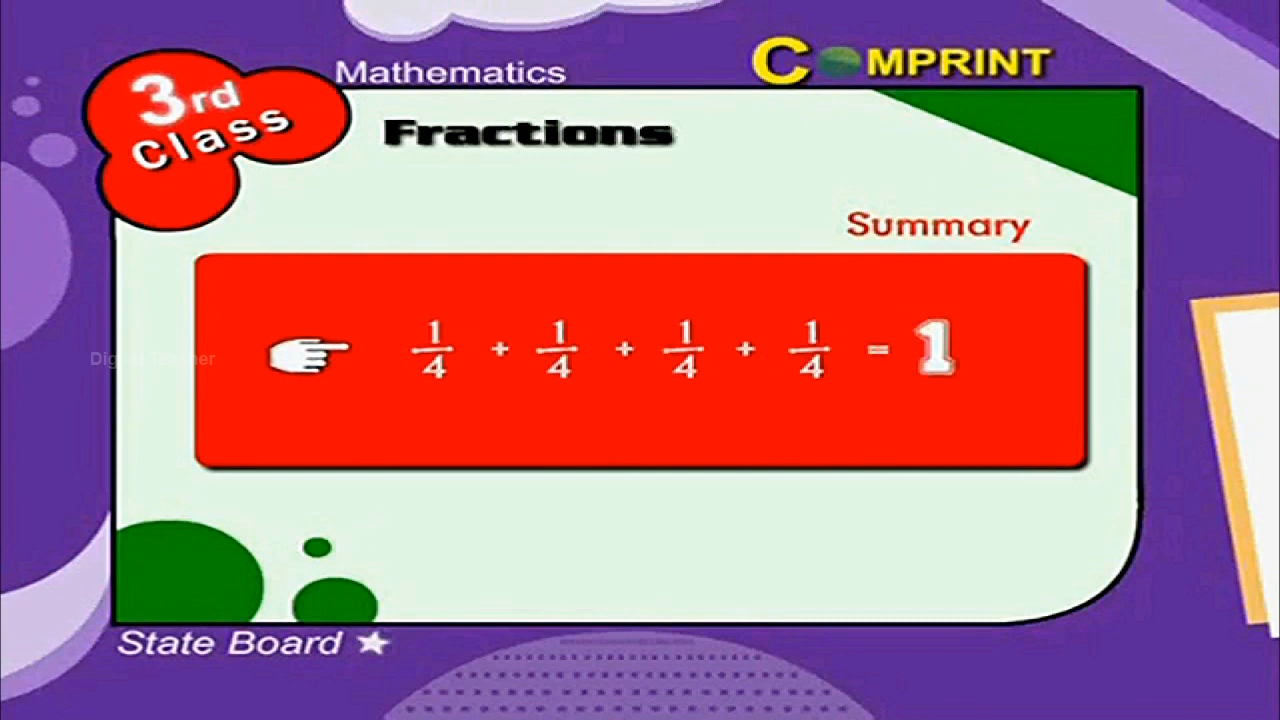 Mathematics
COMPRINT
3rd
Class
Fractions
Summary
1/4 + 1/4 + 1/4 + 1/4 = 1
State Board